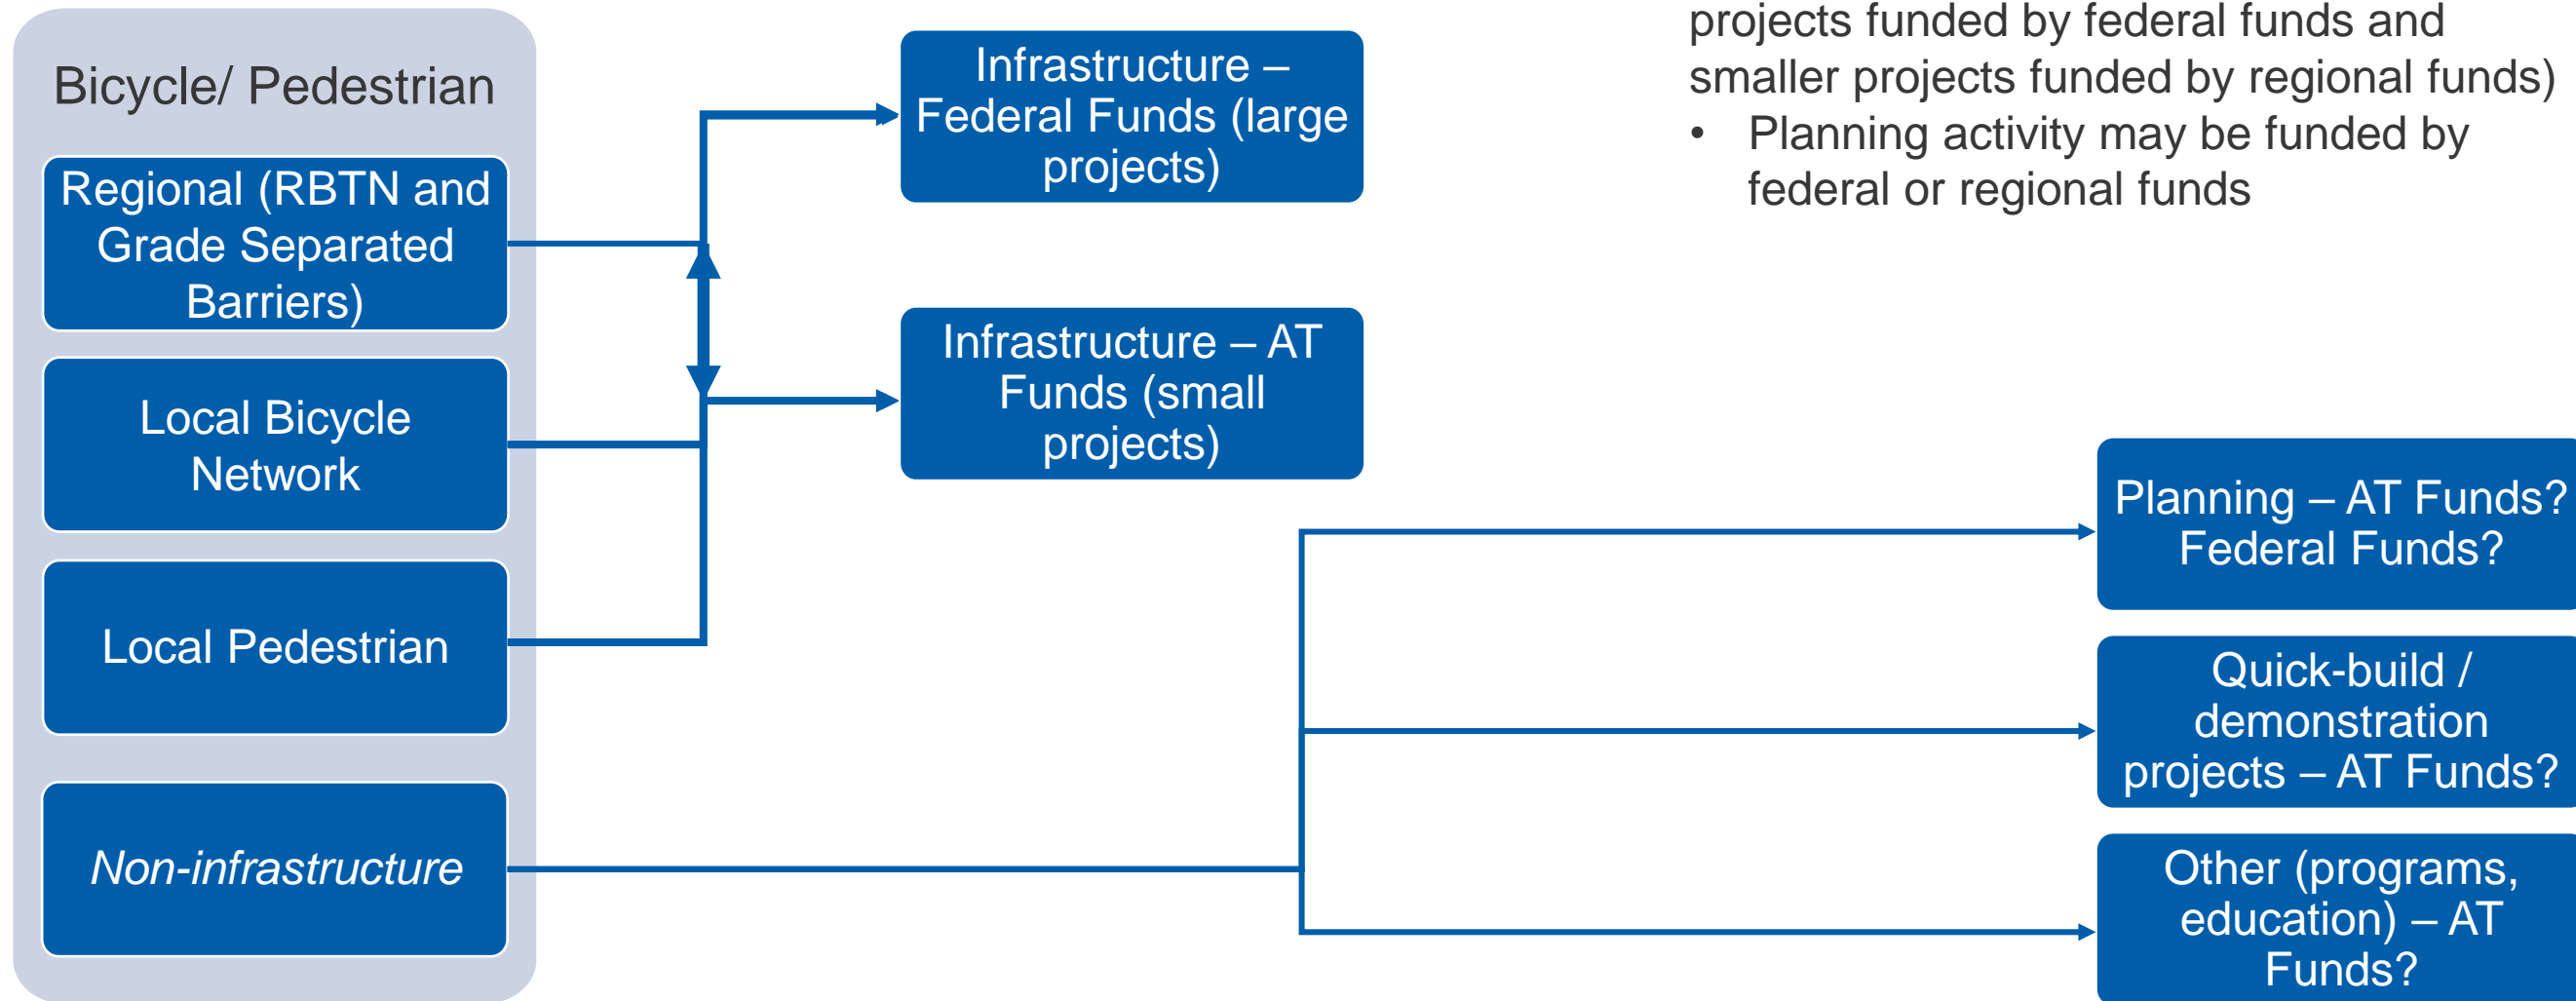 Bicycle/ Pedestrian
Regional (RBTN and
Grade Separated
Barriers)
Local Bicycle
Network
Local Pedestrian
Non-infrastructure
Infrastructure –
Federal Funds (large
projects)
Infrastructure – AT
Funds (small
projects)
projects funded by federal funds and
smaller projects funded by regional funds)
• Planning activity may be funded by
federal or regional funds
Planning – AT Funds?
Federal Funds?
Quick-build /
demonstration
projects – AT Funds?
Other (programs,
education) – AT
Funds?